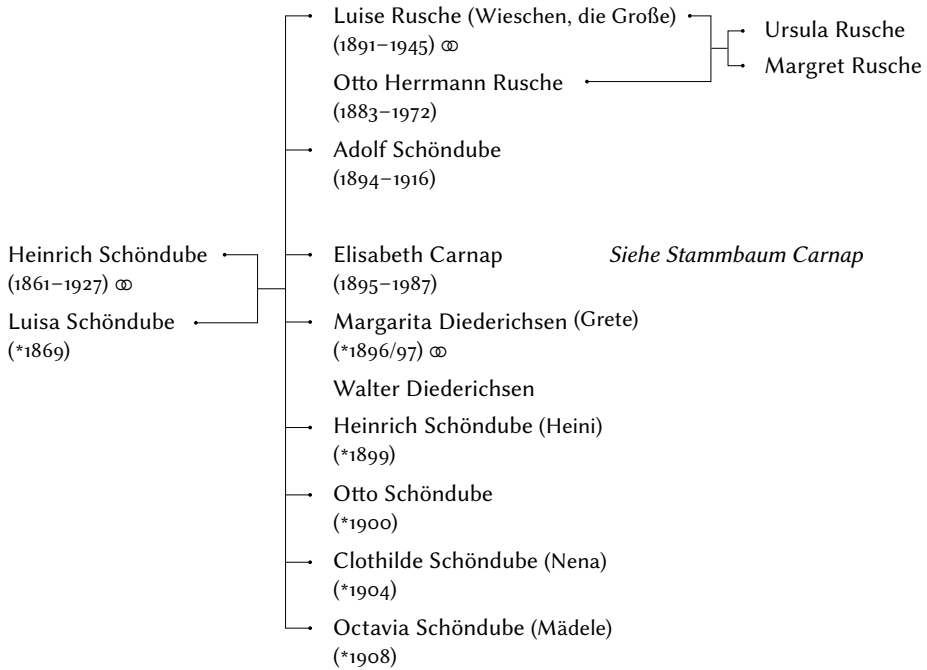 Luise Rusche (Wieschen, die Große)
(1891–1945) ⚭
Otto Herrmann Rusche
(1883–1972)
Ursula Rusche
Margret Rusche
Adolf Schöndube
(1894–1916)
Heinrich Schöndube
(1861–1927) ⚭
Luisa Schöndube
(*1869)
Elisabeth Carnap
(1895–1987)
Siehe Stammbaum Carnap
Margarita Diederichsen (Grete)
(*1896/97) ⚭
Walter Diederichsen
Heinrich Schöndube (Heini)
(*1899)
Otto Schöndube
(*1900)
Clothilde Schöndube (Nena)
(*1904)
Octavia Schöndube (Mädele)
(*1908)